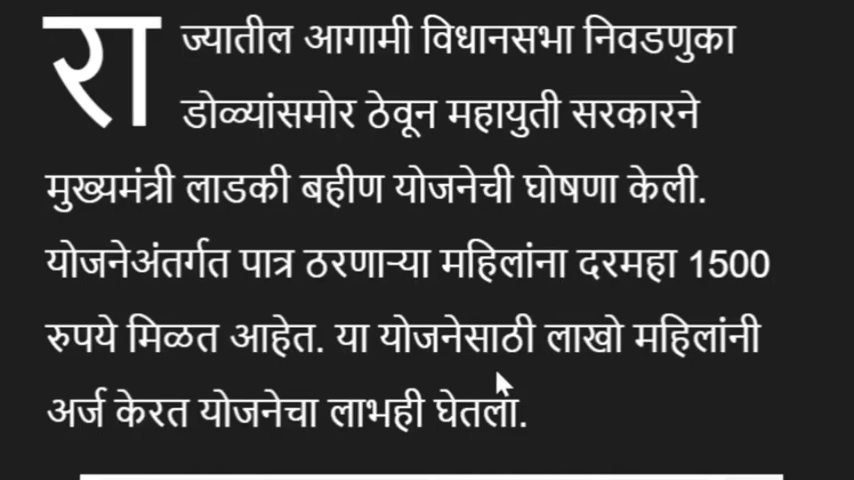 राज्यातील आगामी विधानसभा निवडणुका
डोळ्यांसमोर ठेवून महायुती सरकारने
मुख्यमंत्री लाडकी बहीण योजनेची घोषणा केली.
योजनेअंतर्गत पात्र ठरणाऱ्या महिलांना दरमहा 1500
रुपये मिळत आहेत. या योजनेसाठी लाखो महिलांनी
अर्ज केरत योजनेचा लाभही घेतला.